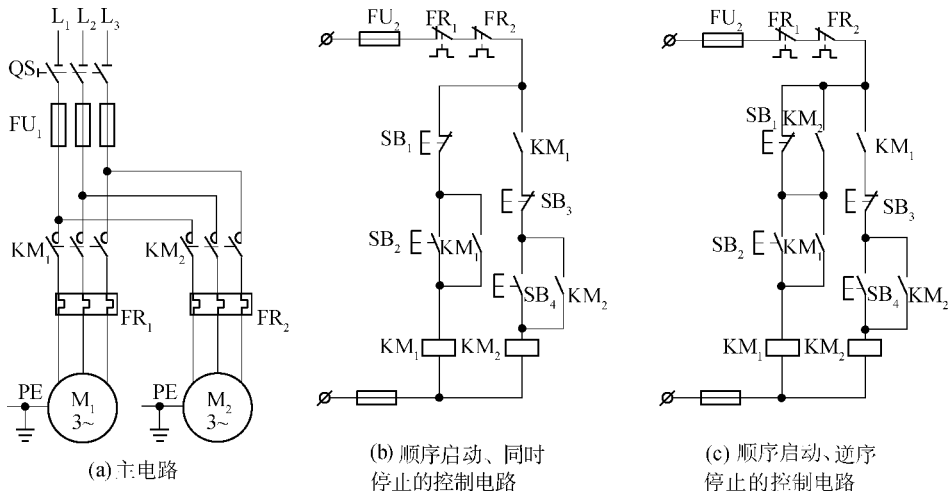 L₁ L₂ L₃
QS
FU₁
KM₁
KM₂
FR₁
FR₂
PE
M₁
3~
PE
M₂
3~
(a)主电路
FU₂
FR₁
FR₂
SB₁
KM₁
SB₃
SB₂
KM₁
SB₄
KM₂
KM₁
KM₂
(b) 顺序启动、同时
停止的控制电路
FU₂
FR₁
FR₂
SB₁
KM₂
KM₁
SB₃
SB₂
KM₁
SB₄
KM₂
KM₁
KM₂
(c) 顺序启动、逆序
停止的控制电路